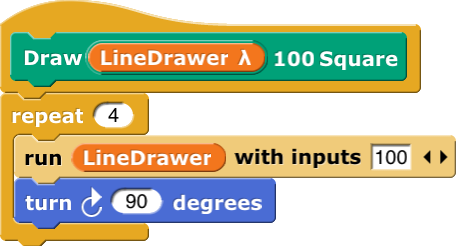 Draw LineDrawer λ 100 Square
repeat 4
run LineDrawer with inputs 100
turn 90 degrees